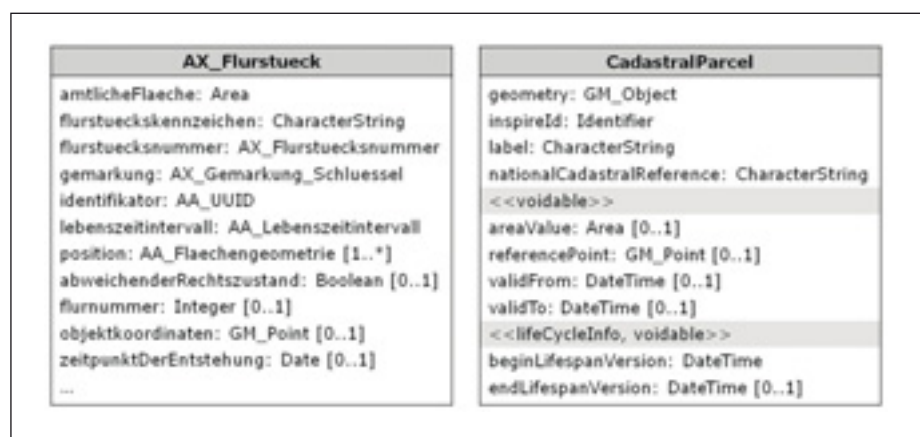 AX_Flurstueck
amtlicheFlaeche: Area
flurstueckskennzeichen: CharacterString
flurstuecksnummer: AX_Flurstuecksnummer
gemarkung: AX_Gemarkung_Schluessel
identifikator: AA_UUID
lebenszeitintervall: AA_Lebenszeitintervall
position: AA_Flaechengeometrie [1..*]
abweichenderRechtszustand: Boolean [0..1]
flurnummer: Integer [0..1]
objektkoordinaten: GM_Point [0..1]
zeitpunktDerEntstehung: Date [0..1]
...
CadastralParcel
geometry: GM_Object
inspireId: Identifier
label: CharacterString
nationalCadastralReference: CharacterString
<<voidable>>
areaValue: Area [0..1]
referencePoint: GM_Point [0..1]
validFrom: DateTime [0..1]
validTo: DateTime [0..1]
<<lifeCycleInfo, voidable>>
beginLifespanVersion: DateTime
endLifespanVersion: DateTime [0..1]